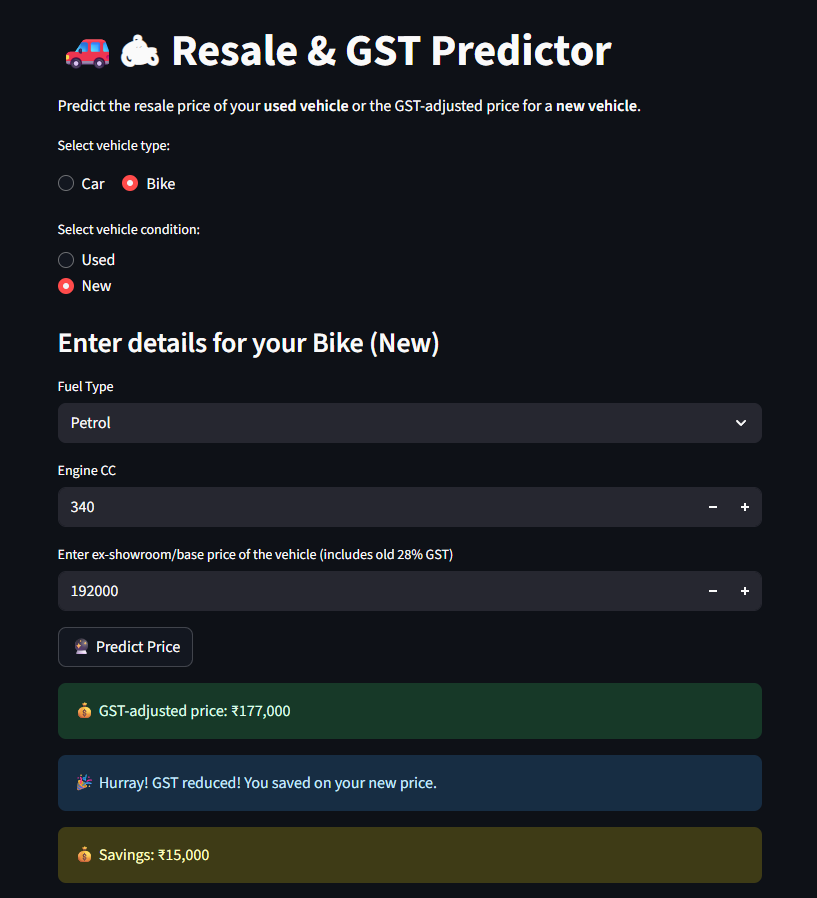 Resale & GST Predictor
Predict the resale price of your used vehicle or the GST-adjusted price for a new vehicle.
Select vehicle type:
Car Bike
Select vehicle condition:
Used
New
Enter details for your Bike (New)
Fuel Type
Petrol
Engine CC
340 − +
Enter ex-showroom/base price of the vehicle (includes old 28% GST)
192000 − +
Predict Price
GST-adjusted price: ₹177,000
Hurray! GST reduced! You saved on your new price.
Savings: ₹15,000